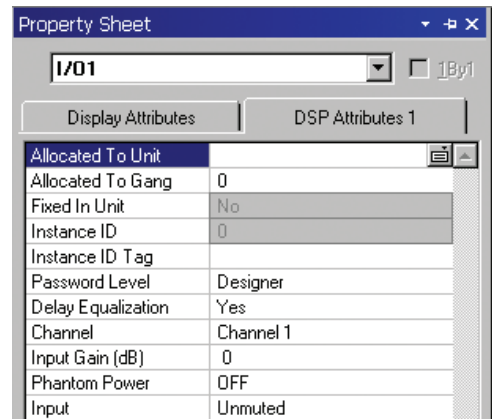 Property Sheet
I/01
1By1
Display Attributes
DSP Attributes 1
Allocated To Unit
Allocated To Gang 0
Fixed In Unit No
Instance ID 0
Instance ID Tag
Password Level Designer
Delay Equalization Yes
Channel Channel 1
Input Gain (dB) 0
Phantom Power OFF
Input Unmuted